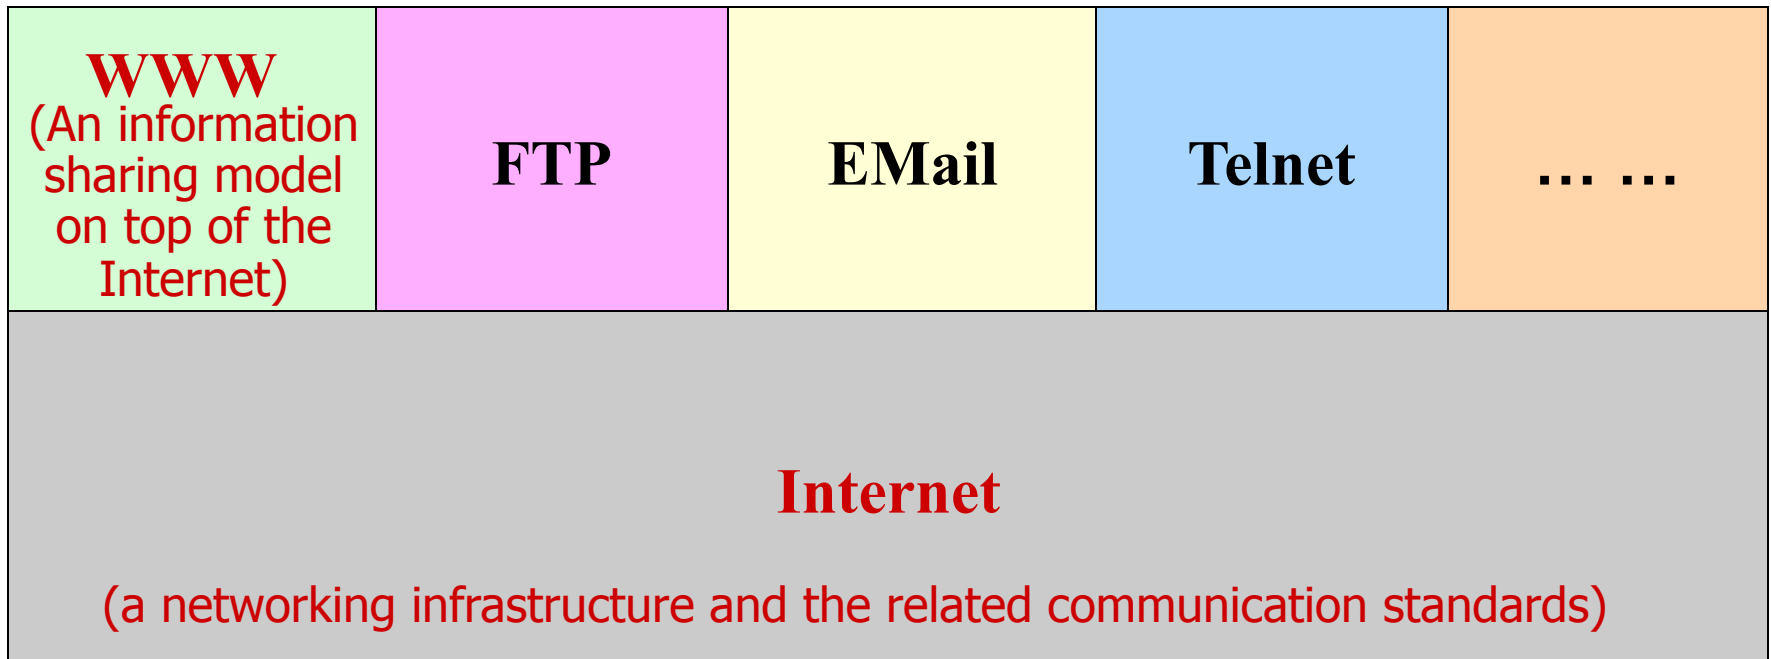 WWW
(An information
sharing model
on top of the
Internet)
FTP
EMail
Telnet
... ...
Internet
(a networking infrastructure and the related communication standards)